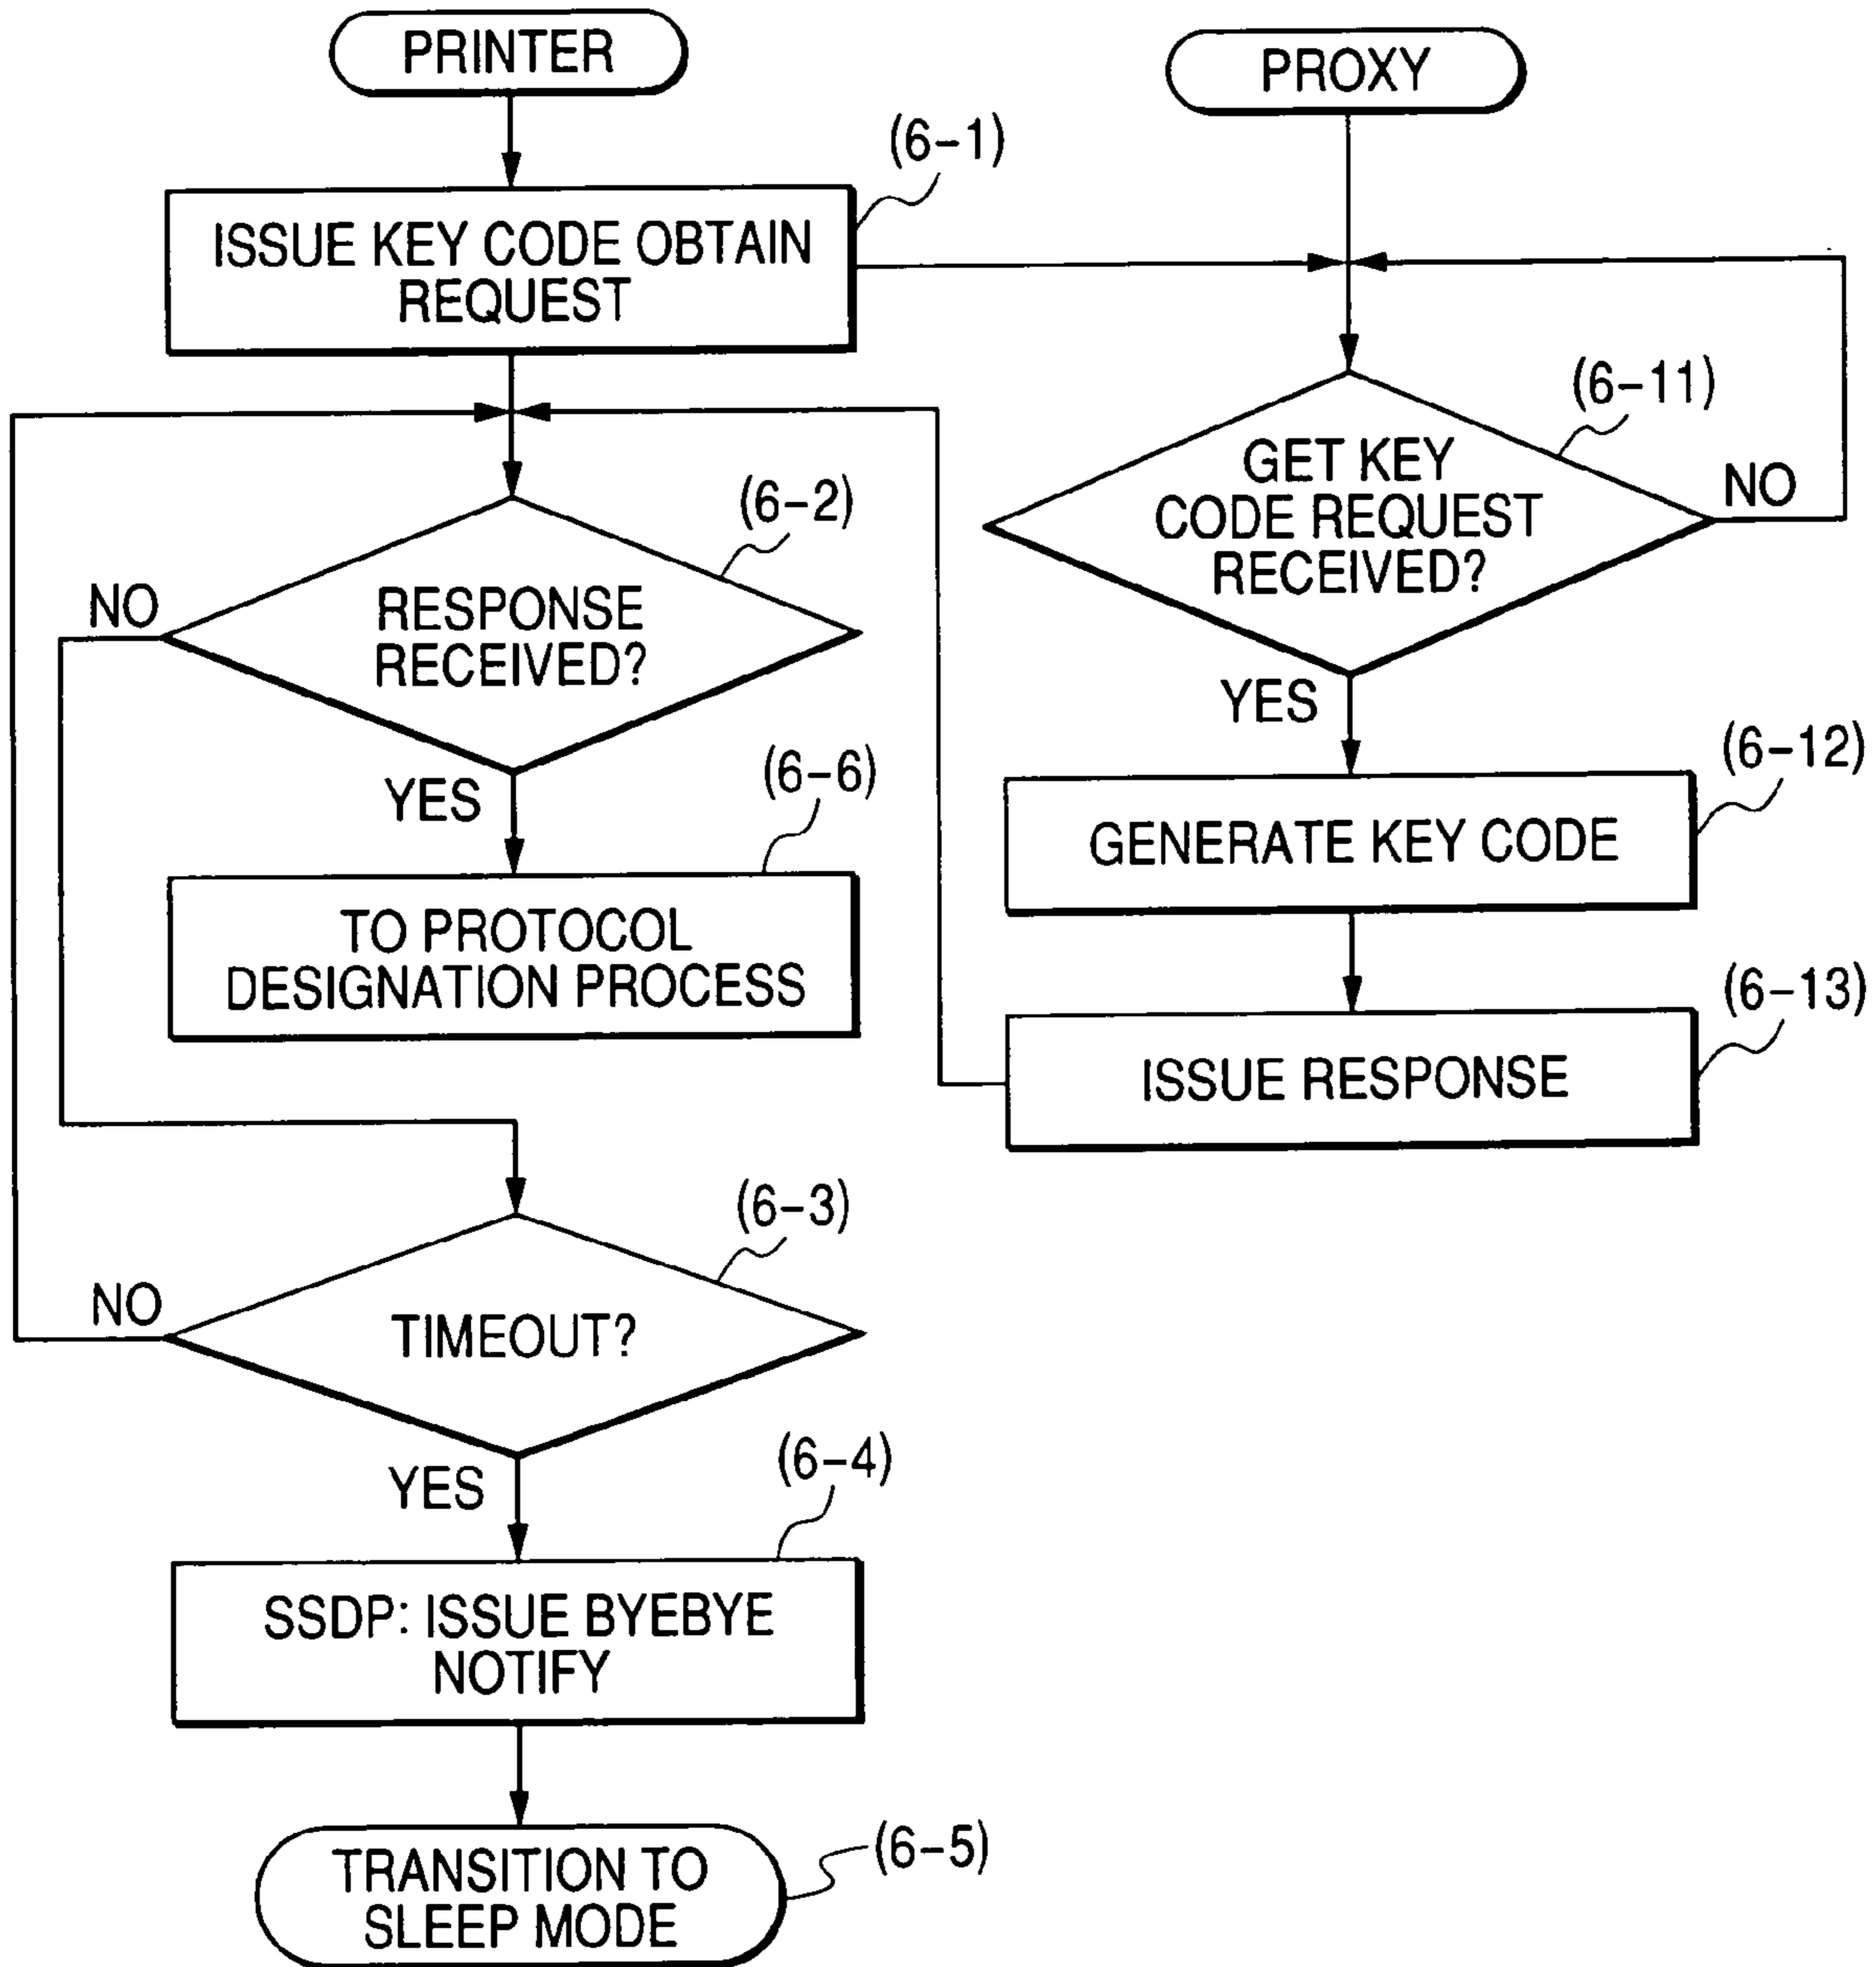 PRINTER
(6-1)
ISSUE KEY CODE OBTAIN
REQUEST
(6-2)
NO
RESPONSE
RECEIVED?
YES
(6-6)
TO PROTOCOL
DESIGNATION PROCESS
(6-3)
NO
TIMEOUT?
YES
(6-4)
SSDP: ISSUE BYEBYE
NOTIFY
TRANSITION TO
SLEEP MODE
(6-5)
PROXY
(6-11)
GET KEY
CODE REQUEST
RECEIVED?
NO
YES
(6-12)
GENERATE KEY CODE
(6-13)
ISSUE RESPONSE